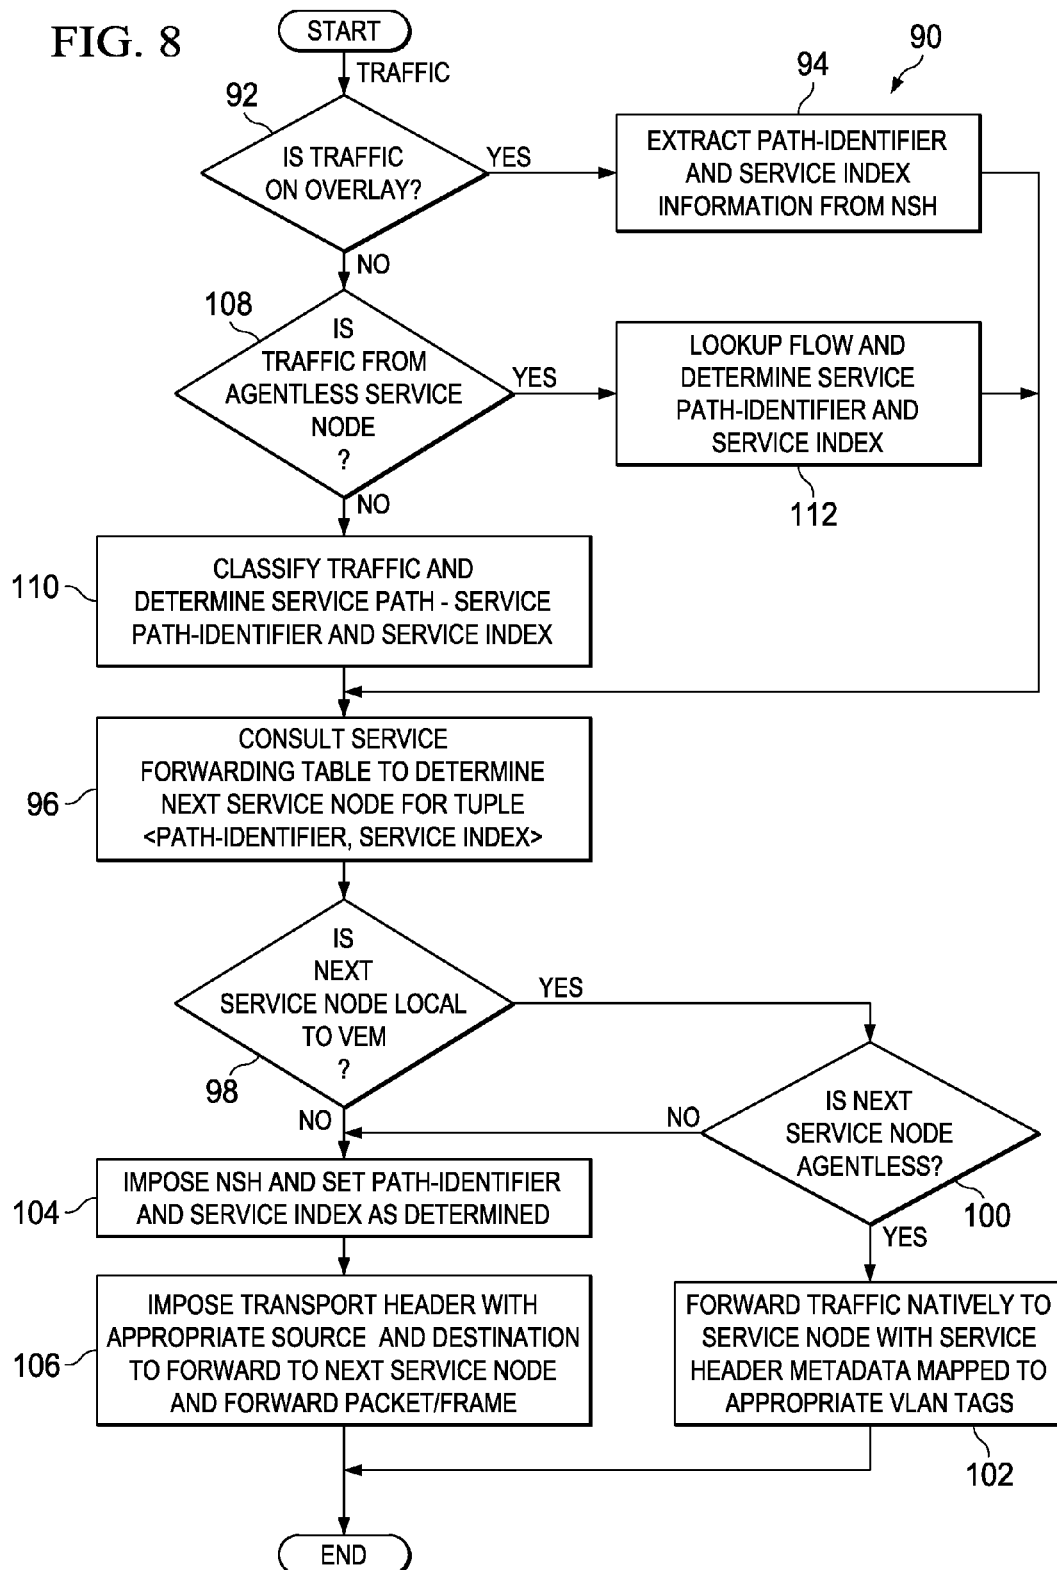 FIG. 8
START
TRAFFIC
90
92
IS TRAFFIC
ON OVERLAY?
YES
94
EXTRACT PATH-IDENTIFIER
AND SERVICE INDEX
INFORMATION FROM NSH
NO
108
IS
TRAFFIC FROM
AGENTLESS SERVICE
NODE
?
YES
LOOKUP FLOW AND
DETERMINE SERVICE
PATH-IDENTIFIER AND
SERVICE INDEX
112
NO
110
CLASSIFY TRAFFIC AND
DETERMINE SERVICE PATH - SERVICE
PATH-IDENTIFIER AND SERVICE INDEX
96
CONSULT SERVICE
FORWARDING TABLE TO DETERMINE
NEXT SERVICE NODE FOR TUPLE
<PATH-IDENTIFIER, SERVICE INDEX>
IS
NEXT
SERVICE NODE LOCAL
TO VEM
?
98
YES
NO
IS NEXT
SERVICE NODE
AGENTLESS?
100
NO
YES
104
IMPOSE NSH AND SET PATH-IDENTIFIER
AND SERVICE INDEX AS DETERMINED
106
IMPOSE TRANSPORT HEADER WITH
APPROPRIATE SOURCE AND DESTINATION
TO FORWARD TO NEXT SERVICE NODE
AND FORWARD PACKET/FRAME
FORWARD TRAFFIC NATIVELY TO
SERVICE NODE WITH SERVICE
HEADER METADATA MAPPED TO
APPROPRIATE VLAN TAGS
102
END